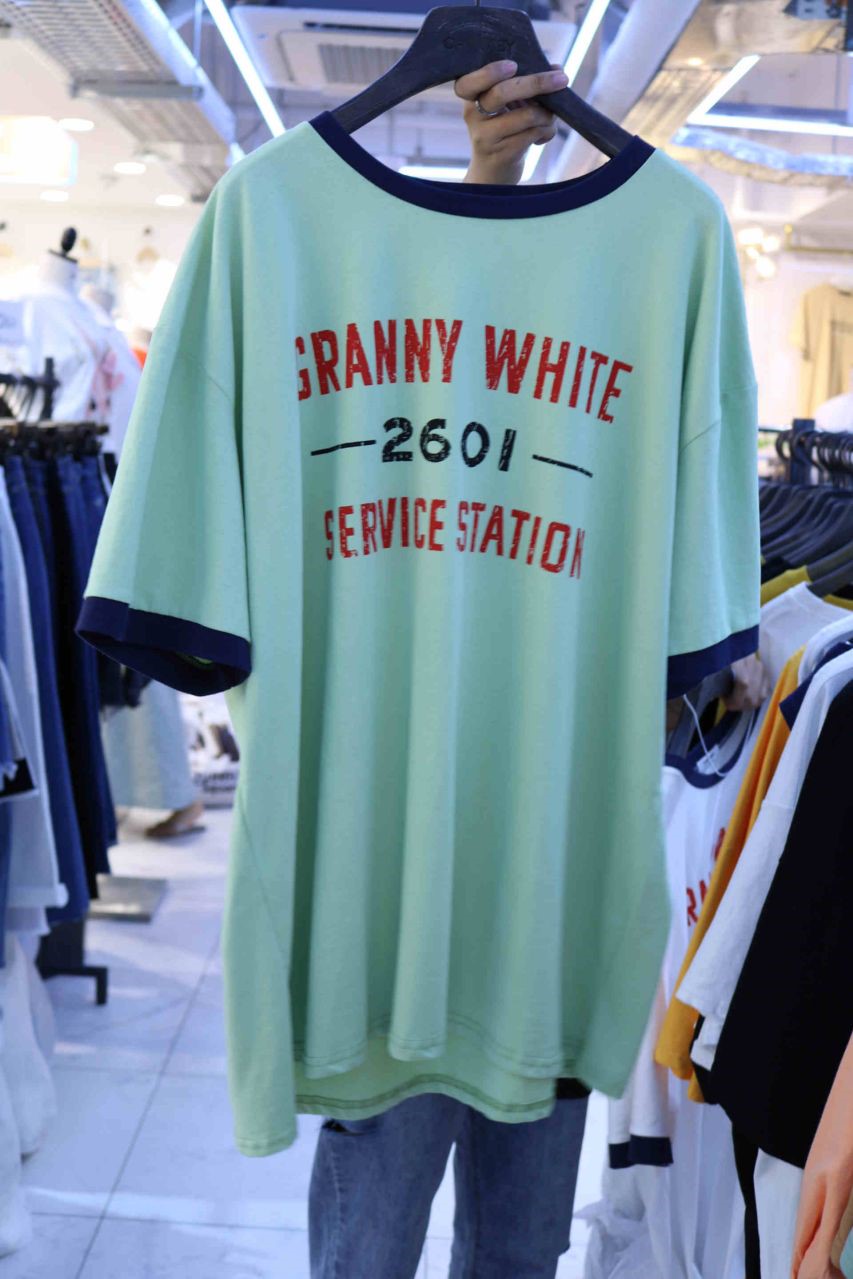 GRANNY WHITE
2601
SERVICE STATION